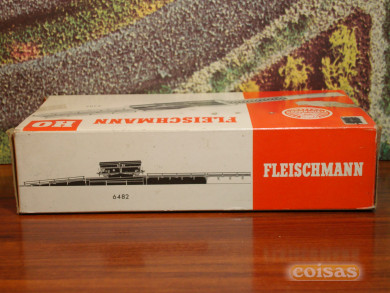 HO
FLEISCHMANN
FLEISCHMANN
6482
coisas